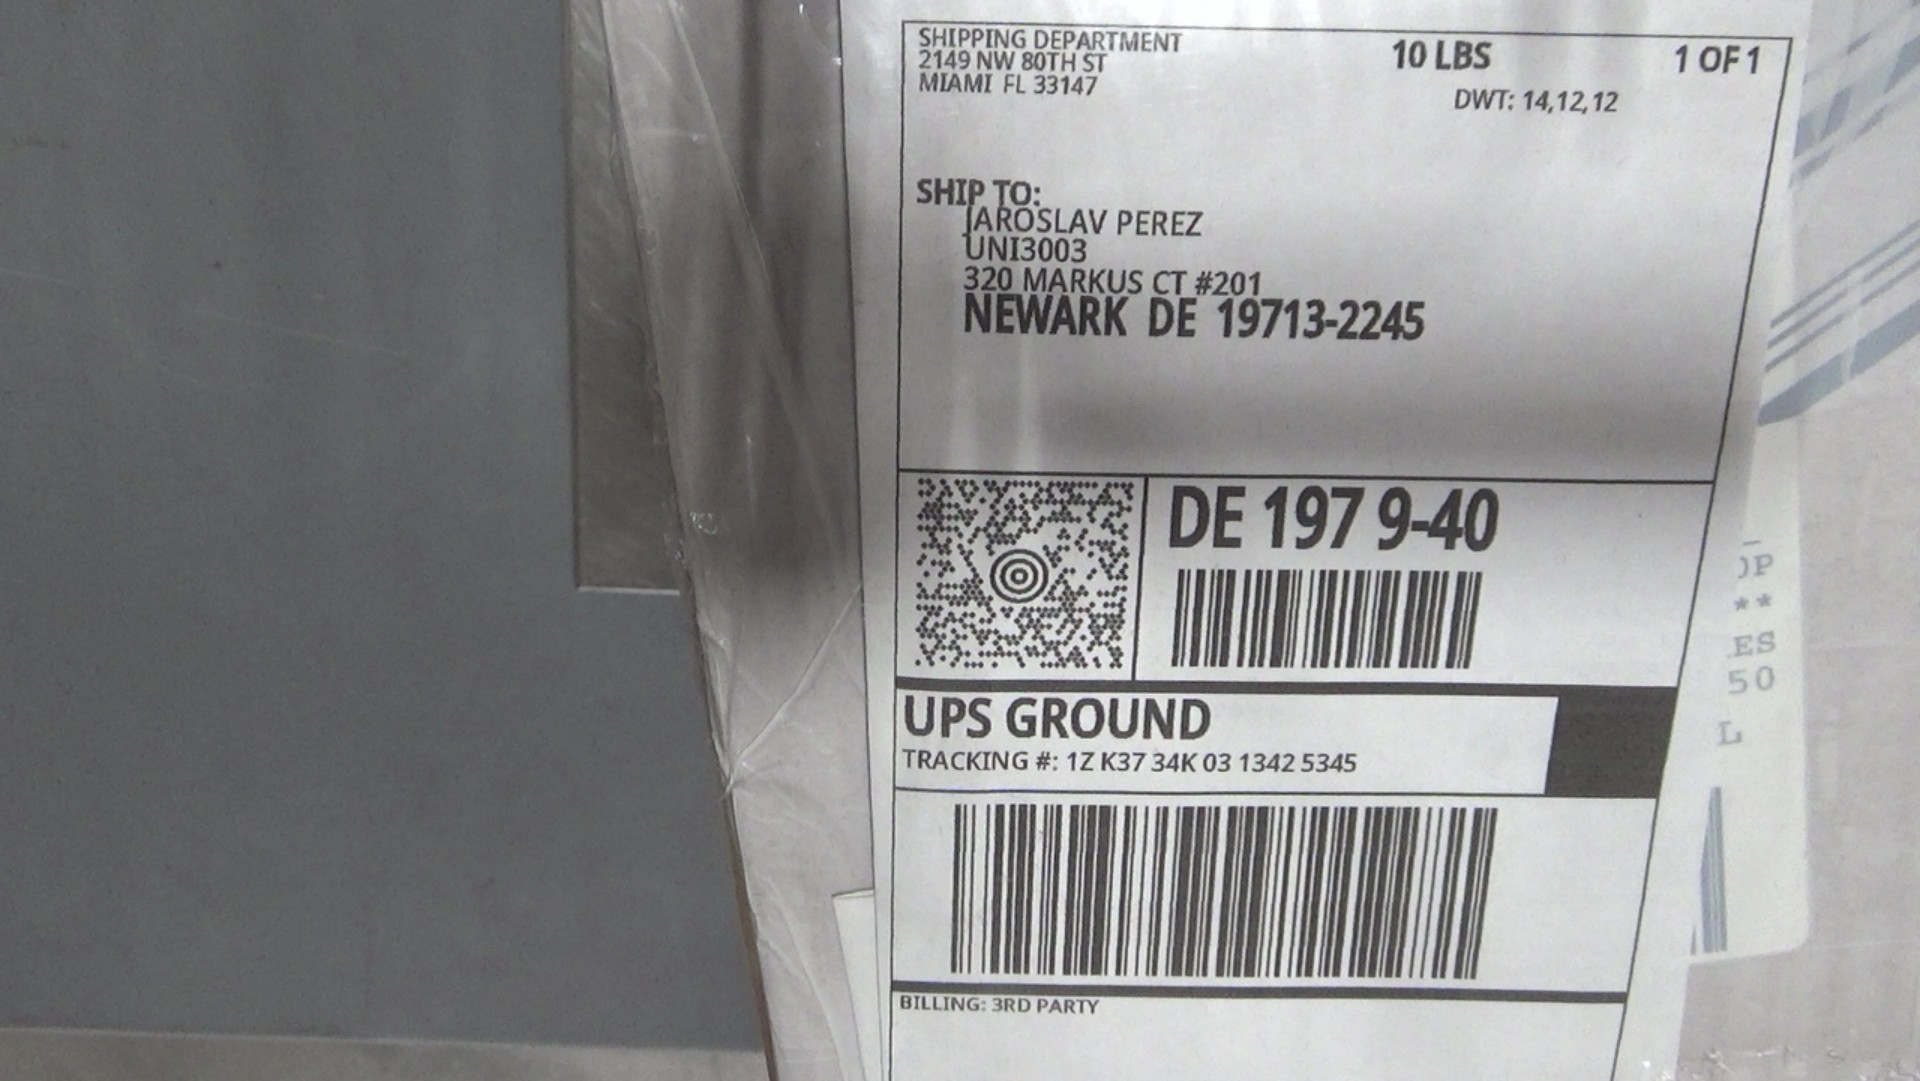 SHIPPING DEPARTMENT
2149 NW 80TH ST
MIAMI FL 33147
10 LBS
1 OF 1
DWT: 14,12,12
SHIP TO:
JAROSLAV PEREZ
UNI3003
320 MARKUS CT #201
NEWARK DE 19713-2245
DE 197 9-40
UPS GROUND
TRACKING #: 1Z K37 34K 03 1342 5345
BILLING: 3RD PARTY
**
ES
50
L